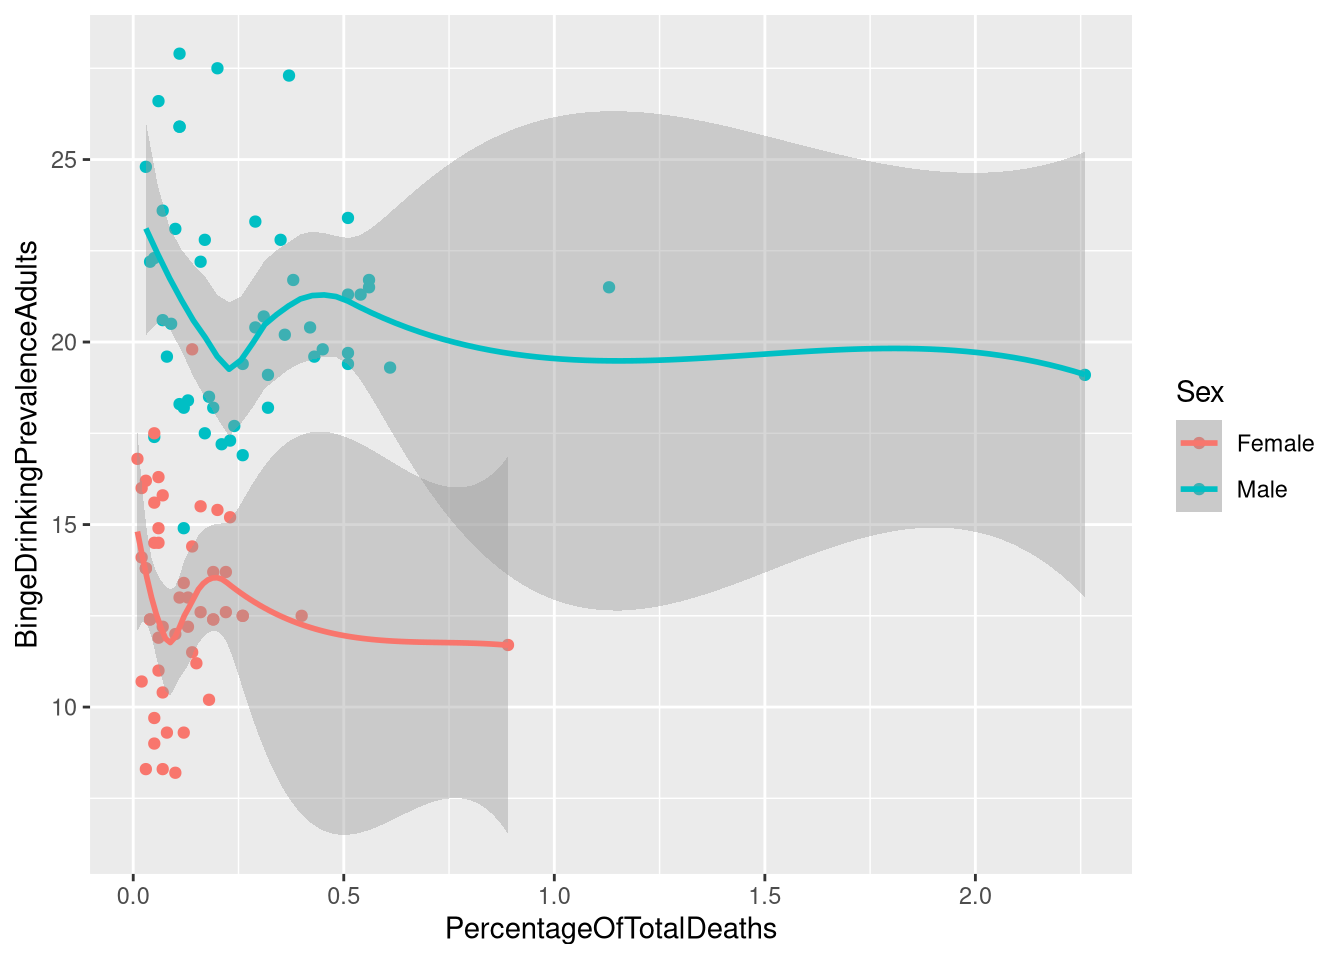 BingeDrinkingPrevalenceAdults
25
20
15
10
0.0 0.5 1.0 1.5 2.0
PercentageOfTotalDeaths
Sex
Female
Male